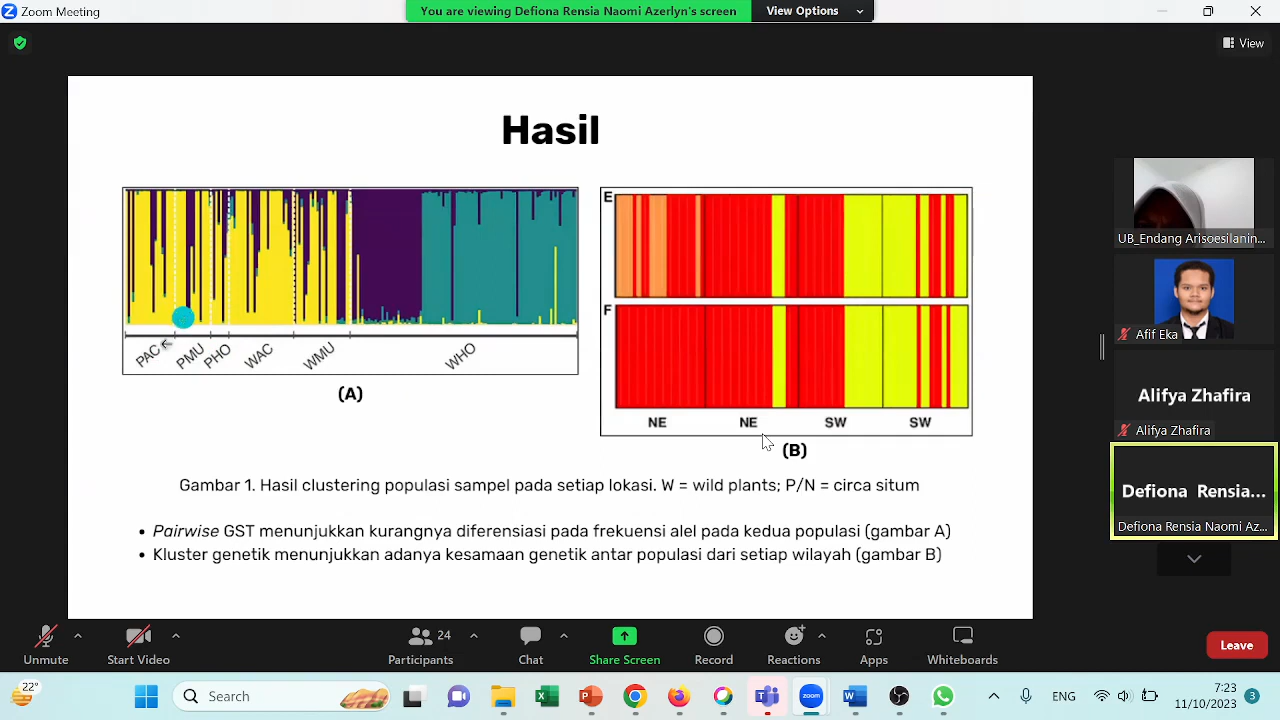 Zoom Meeting
You are viewing Defiona Rensia Naomi Azerlyn's screen
View Options
View
Hasil
PAC
PMU
PHO
WAC
WMU
WHO
(A)
E
F
NE
NE
SW
SW
(B)
Gambar 1. Hasil clustering populasi sampel pada setiap lokasi. W = wild plants; P/N = circa situm
• Pairwise GST menunjukkan kurangnya diferensiasi pada frekuensi alel pada kedua populasi (gambar A)
• Kluster genetik menunjukkan adanya kesamaan genetik antar populasi dari setiap wilayah (gambar B)
UB_Endang Arisoesilanin...
Afif Eka
Alifya Zhafira
Alifya Zhafira
Defiona Rensia...
Defiona Rensia Naomi Az...
Unmute
Start Video
24
Participants
Chat
Share Screen
Record
Reactions
Apps
Whiteboards
Leave
22°
Search
zoom
ENG
7:23
11/10/2023
3